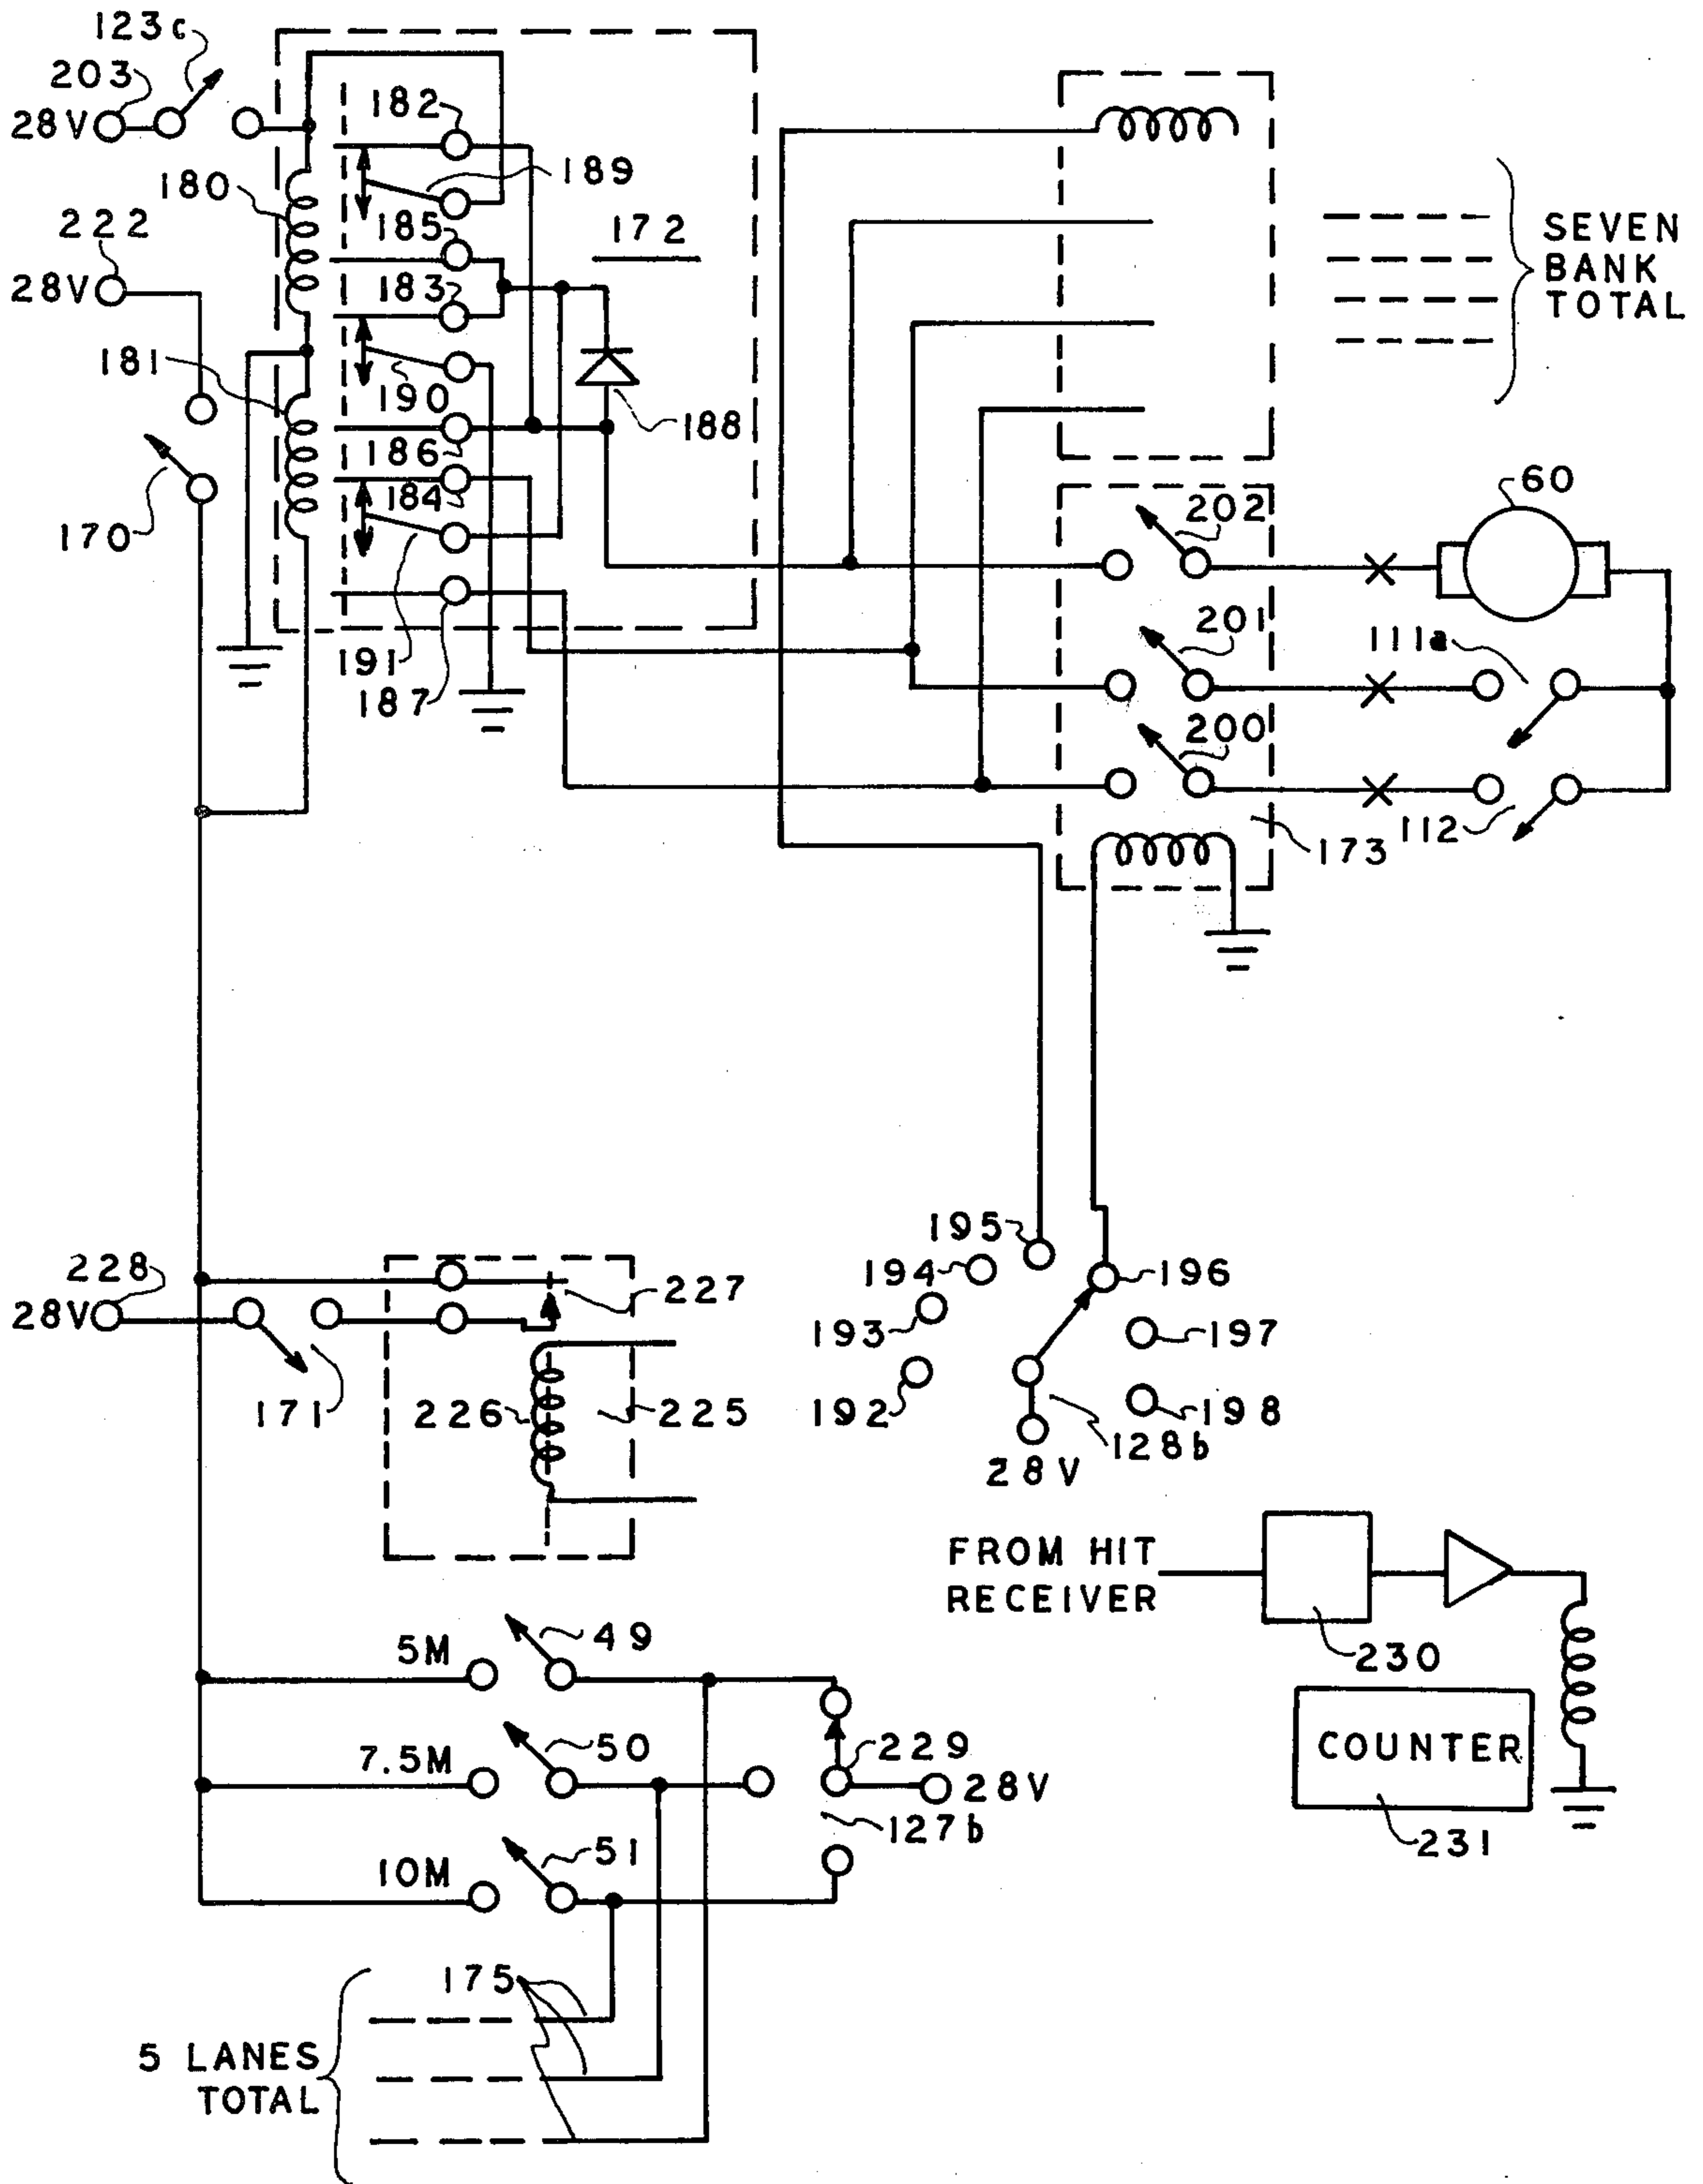 123c
203
28V
182
180
189
222
185
172
28V
183
181
190
188
186
184
170
191
187
SEVEN
BANK
TOTAL
60
202
201
111a
200
112
173
195
228
194
196
227
28V
193
197
171
226
225
192
198
128b
28V
FROM HIT
RECEIVER
230
49
5M
COUNTER
50
7.5M
229
28V
127b
231
51
10M
175
5 LANES
TOTAL